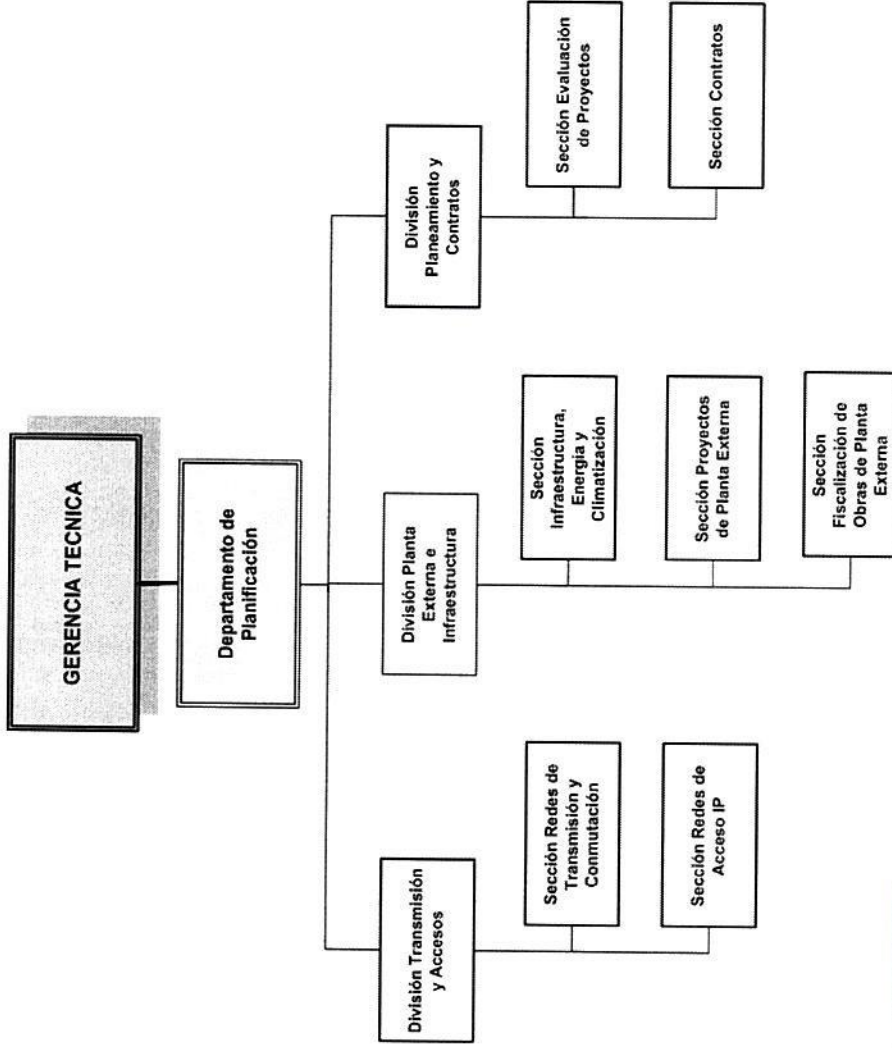 GERENCIA TECNICA
Departamento de
Planificación
División Transmisión
y Accesos
Sección Redes de
Transmisión y
Conmutación
Sección Redes de
Acceso IP
División Planta
Externa e
Infraestructura
Sección
Infraestructura,
Energia y
Climatización
Sección Proyectos
de Planta Externa
Sección
Fiscalización de
Obras de Planta
Externa
División
Planeamiento y
Contratos
Sección Evaluación
de Proyectos
Sección Contratos